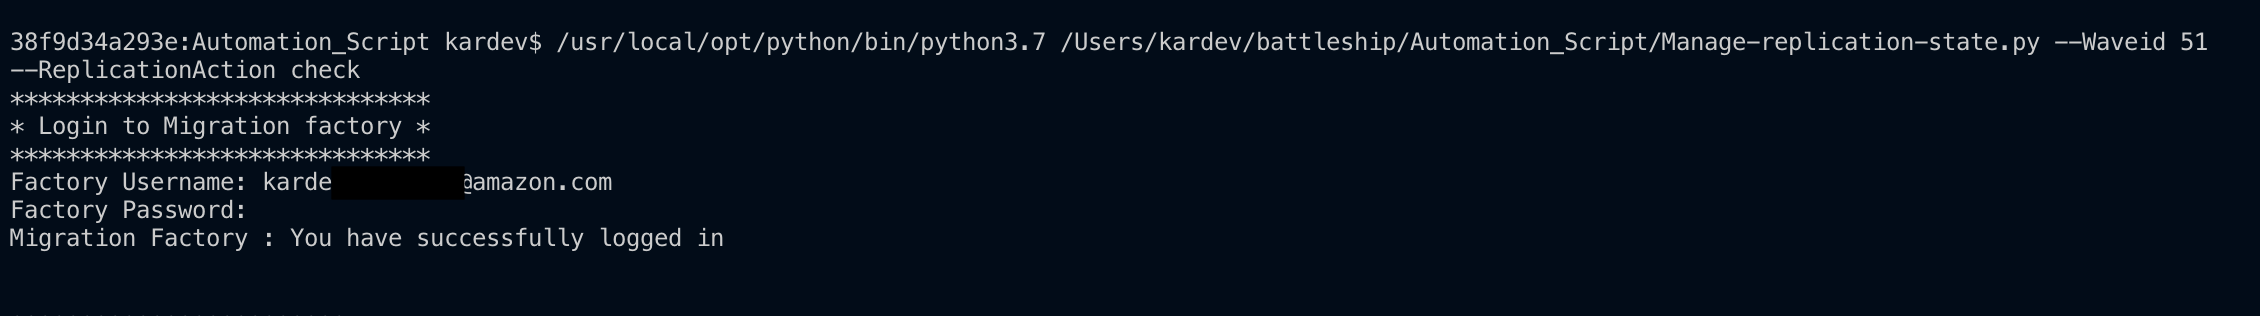 38f9d34a293e:Automation_Script kardev$ /usr/local/opt/python/bin/python3.7 /Users/kardev/battleship/Automation_Script/Manage-replication-state.py --Waveid 51
--ReplicationAction check
******************************
* Login to Migration factory *
******************************
Factory Username: karde @amazon.com
Factory Password:
Migration Factory : You have successfully logged in